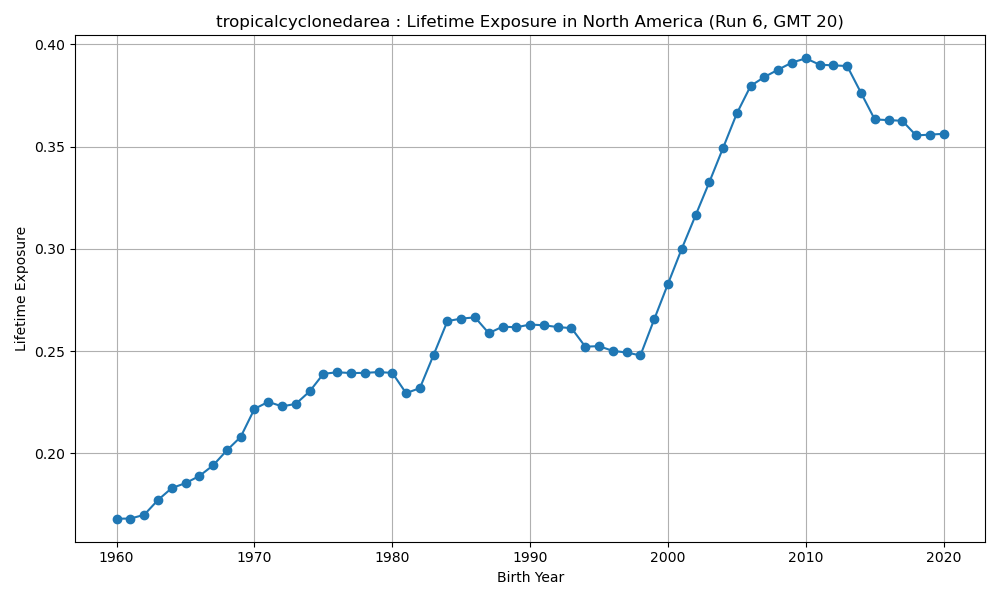 tropicalcyclonedarea : Lifetime Exposure in North America (Run 6, GMT 20)
0.40
0.35
0.30
0.25
0.20
Lifetime Exposure
1960 1970 1980 1990 2000 2010 2020
Birth Year